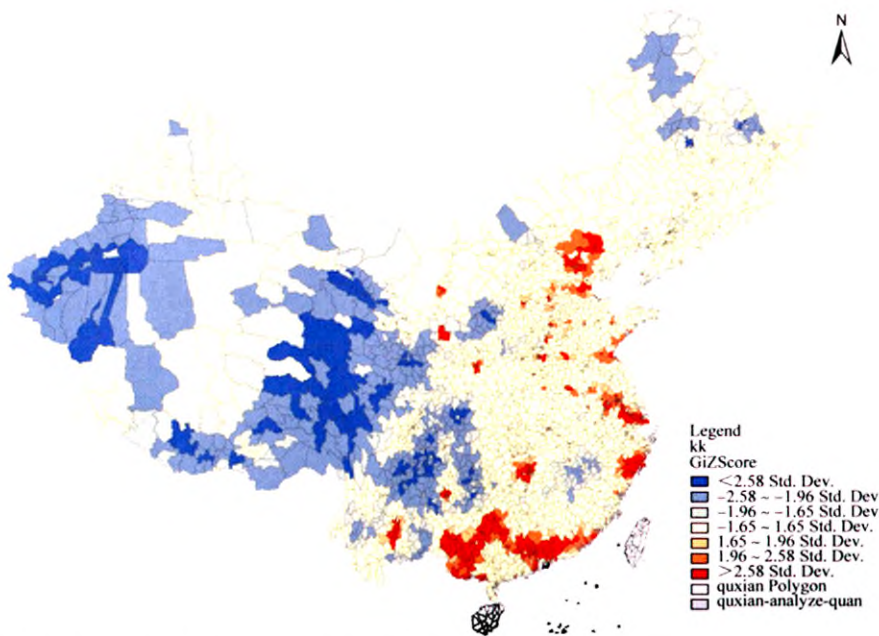 N
Legend
kk
GiZScore
<2.58 Std. Dev.
-2.58 ~ -1.96 Std. Dev
-1.96 ~ -1.65 Std. Dev
-1.65 ~ 1.65 Std. Dev.
1.65 ~ 1.96 Std. Dev.
1.96 ~ 2.58 Std. Dev.
>2.58 Std. Dev.
quxian Polygon
quxian-analyze-quan